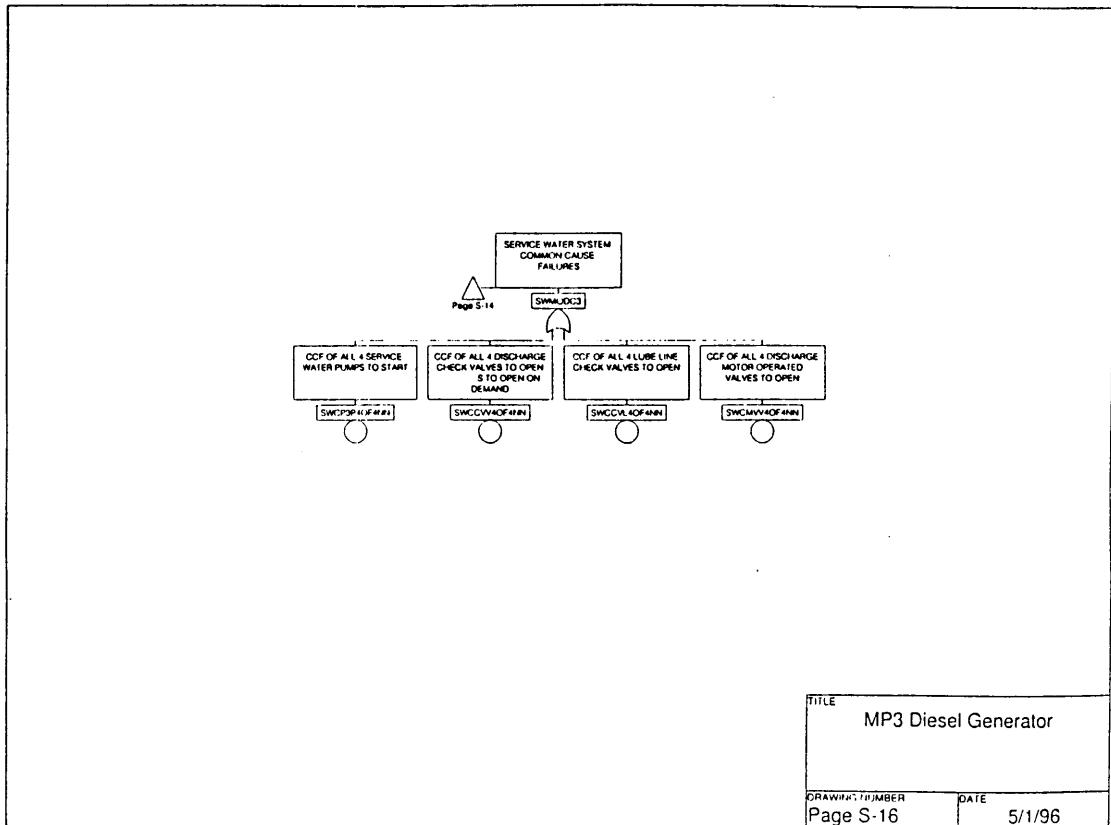 SERVICE WATER SYSTEM
COMMON CAUSE
FAILURES
Page S-14
SWMUDC3
CCF OF ALL 4 SERVICE
WATER PUMPS TO START
CCF OF ALL 4 DISCHARGE
CHECK VALVES TO OPEN
S TO OPEN ON
DEMAND
CCF OF ALL 4 LUBE LINE
CHECK VALVES TO OPEN
CCF OF ALL 4 DISCHARGE
MOTOR OPERATED
VALVES TO OPEN
SWCP3P4OF4NN
SWCCVV4OF4NN
SWCCVL4OF4NN
SWCMVV4OF4NN
TITLE
MP3 Diesel Generator
DRAWING NUMBER
Page S-16
DATE
5/1/96